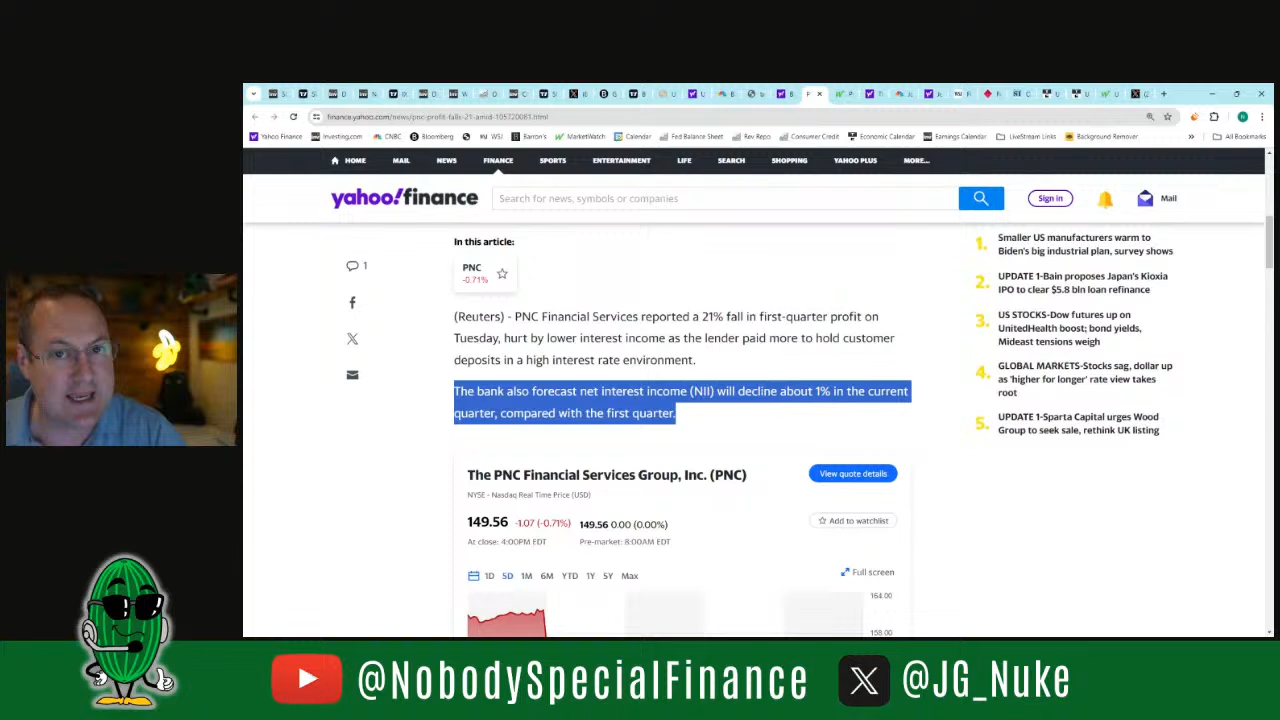 finance.yahoo.com/news/pnc-profit-falls-21-amid-105720081.html
Yahoo Finance
Investing.com
CNBC
Bloomberg
WSJ
Barron's
MarketWatch
Calendar
Fed Balance Sheet
Rev Repo
Consumer Credit
Economic Calendar
Earnings Calendar
LiveStream Links
Background Remover
»
All Bookmarks
HOME
MAIL
NEWS
FINANCE
SPORTS
ENTERTAINMENT
LIFE
SEARCH
SHOPPING
YAHOO PLUS
MORE...
yahoo!finance
Search for news, symbols or companies
Sign in
Mail
In this article:
PNC
-0.71%
1
(Reuters) - PNC Financial Services reported a 21% fall in first-quarter profit on
Tuesday, hurt by lower interest income as the lender paid more to hold customer
deposits in a high interest rate environment.
The bank also forecast net interest income (NII) will decline about 1% in the current
quarter, compared with the first quarter.
The PNC Financial Services Group, Inc. (PNC)
View quote details
NYSE - Nasdaq Real Time Price (USD)
149.56 -1.07 (-0.71%) 149.56 0.00 (0.00%)
Add to watchlist
At close: 4:00PM EDT Pre-market: 8:00AM EDT
1D 5D 1M 6M YTD 1Y 5Y Max
Full screen
164.00
158.00
1. Smaller US manufacturers warm to
Biden's big industrial plan, survey shows
2. UPDATE 1-Bain proposes Japan's Kioxia
IPO to clear $5.8 bln loan refinance
3. US STOCKS-Dow futures up on
UnitedHealth boost; bond yields,
Mideast tensions weigh
4. GLOBAL MARKETS-Stocks sag, dollar up
as 'higher for longer' rate view takes
root
5. UPDATE 1-Sparta Capital urges Wood
Group to seek sale, rethink UK listing
@NobodySpecialFinance
@JG_Nuke